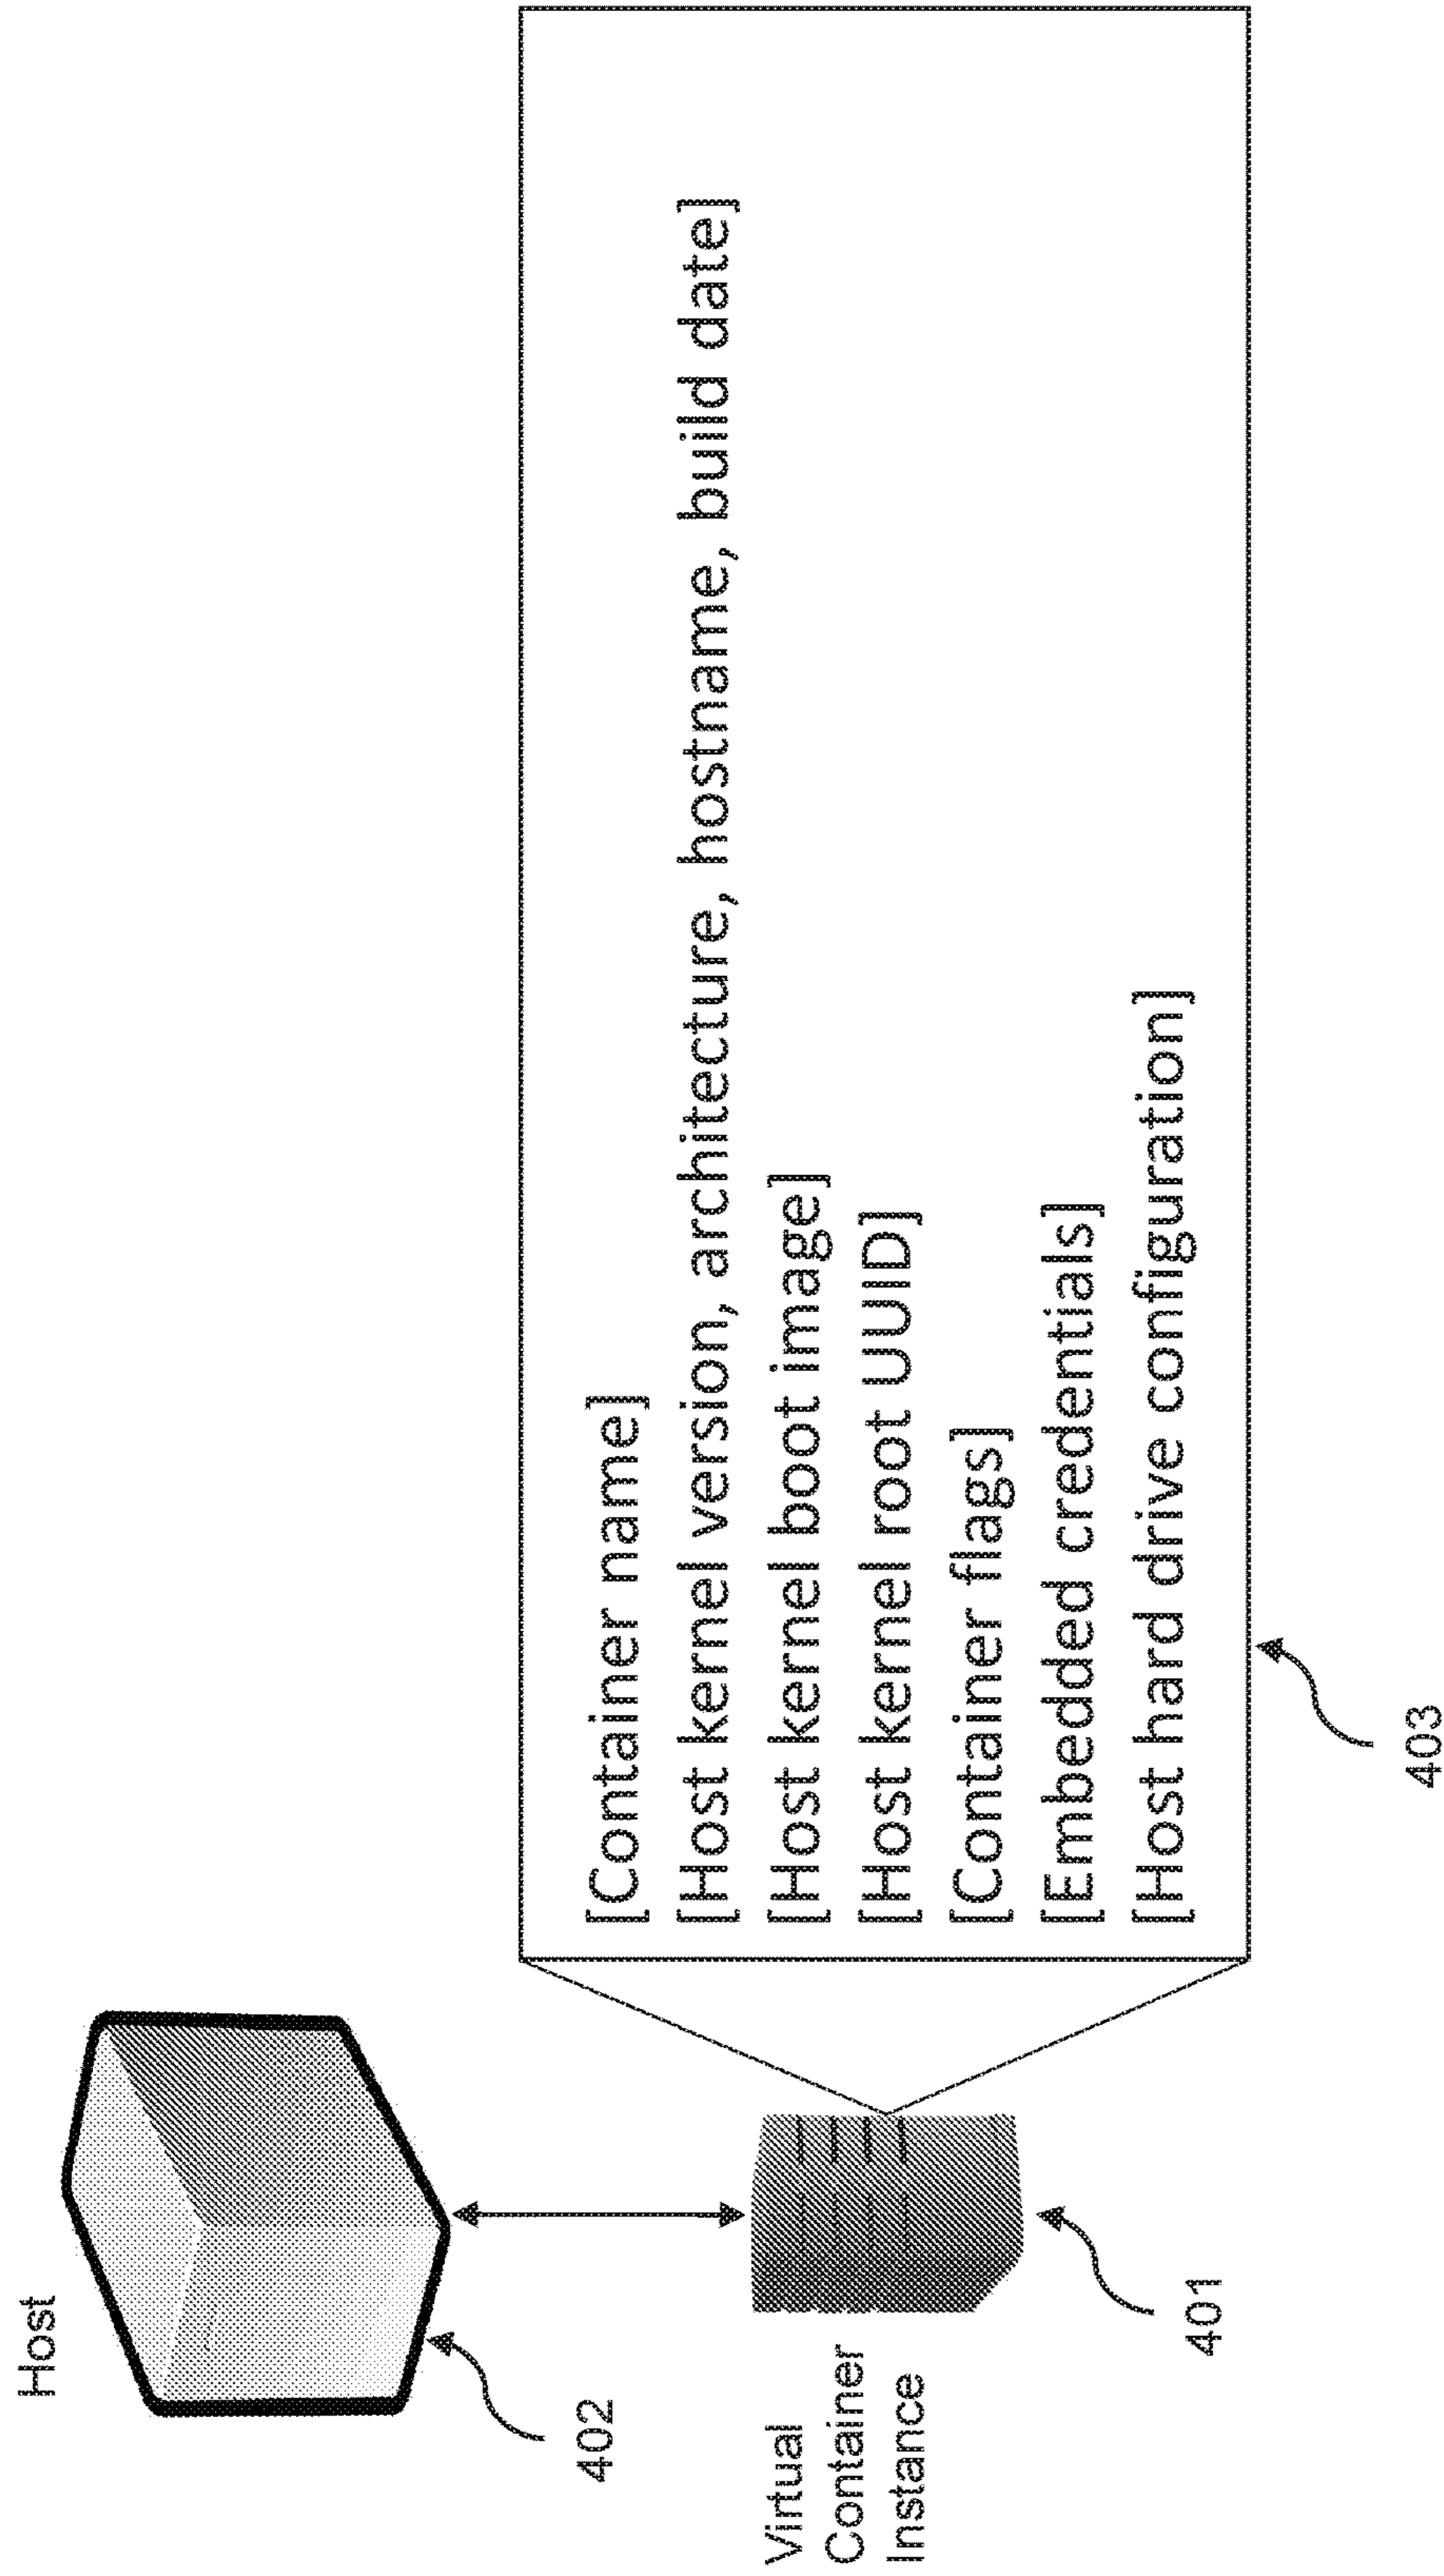 Host
402
Virtual
Container
Instance
401
[Container name]
[Host kernel version, architecture, hostname, build date]
[Host kernel boot image]
[Host kernel root UUID]
[Container flags]
[Embedded credentials]
[Host hard drive configuration]
403